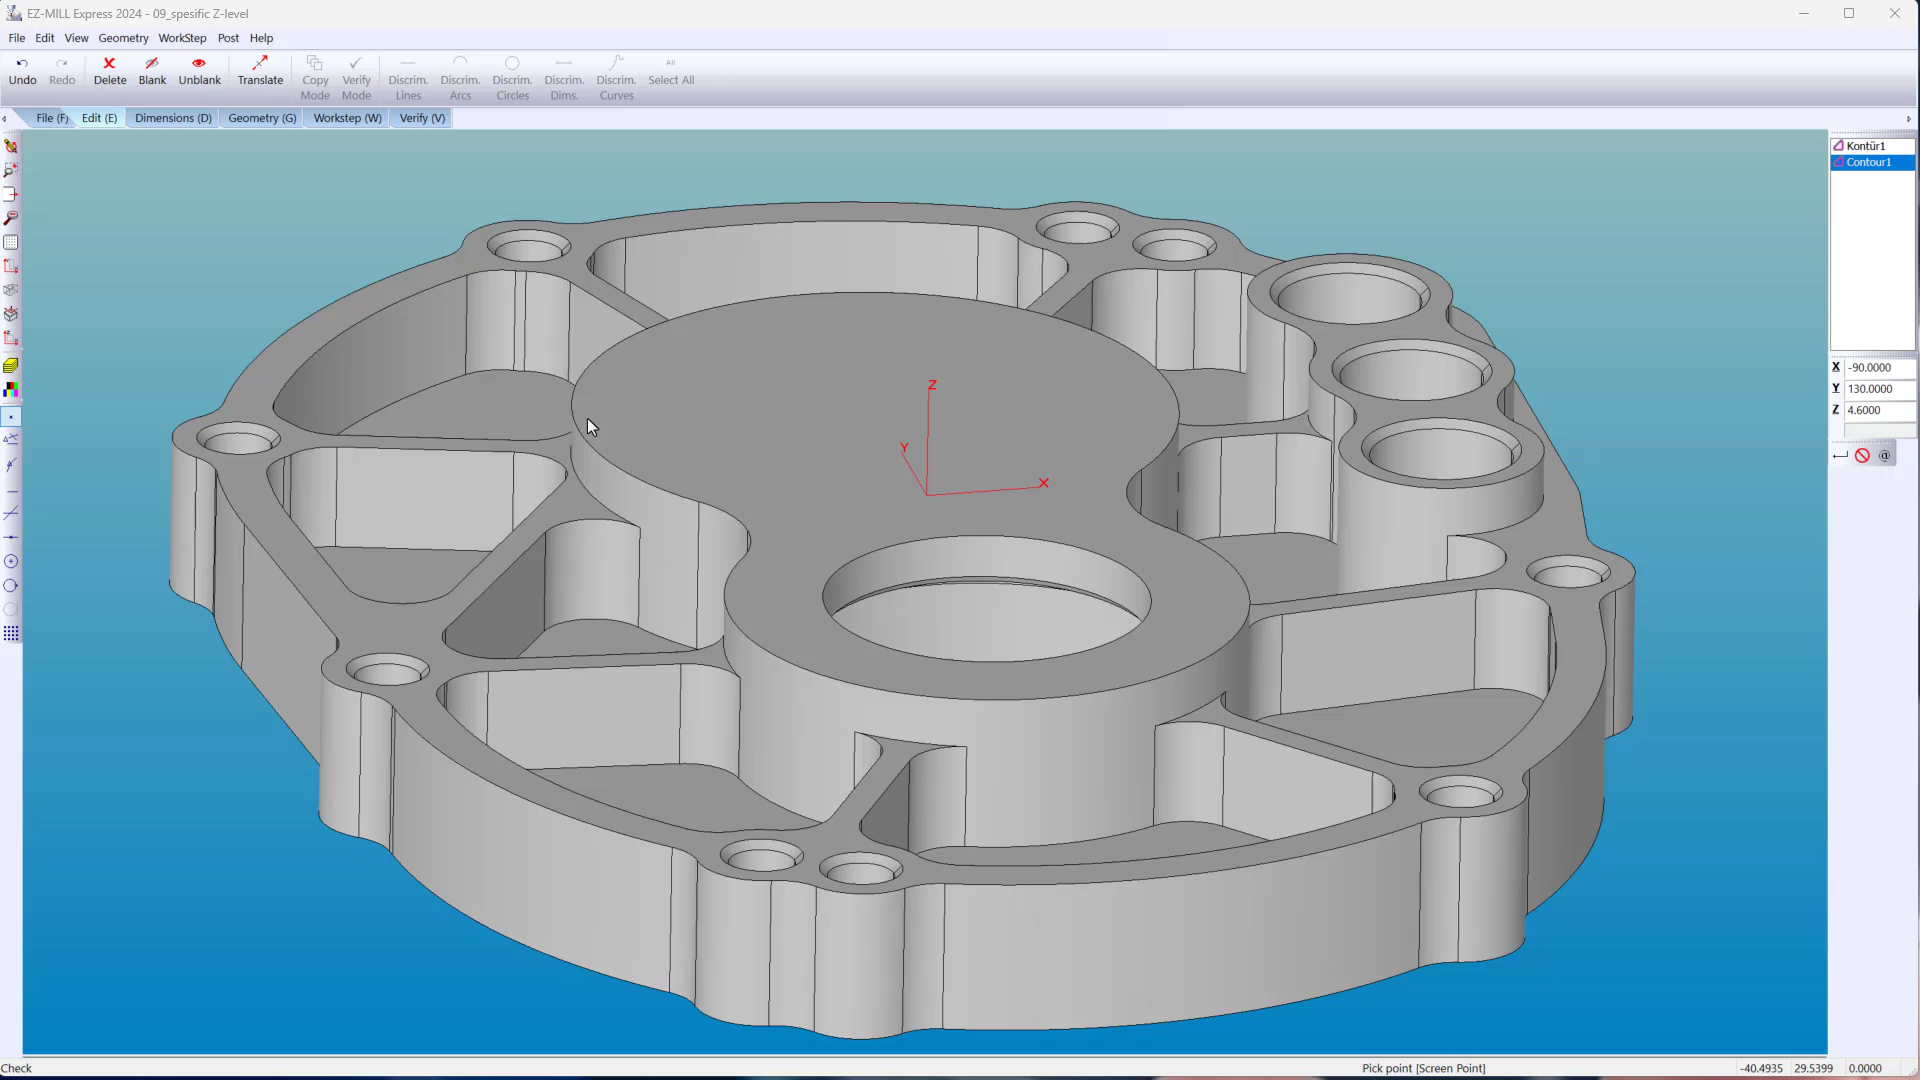 EZ-MILL Express 2024 - 09_spesific Z-level
File Edit View Geometry WorkStep Post Help
Undo Redo Delete Blank Unblank Translate Copy Mode Verify Mode Discrim. Lines Discrim. Arcs Discrim. Circles Discrim. Dims. Discrim. Curves All Select All
File (F) Edit (E) Dimensions (D) Geometry (G) Workstep (W) Verify (V)
Kontür1
Contour1
X -90.0000
Y 130.0000
Z 4.6000
@
Z
Y
X
Check Pick point [Screen Point] -40.4935 29.5399 0.0000